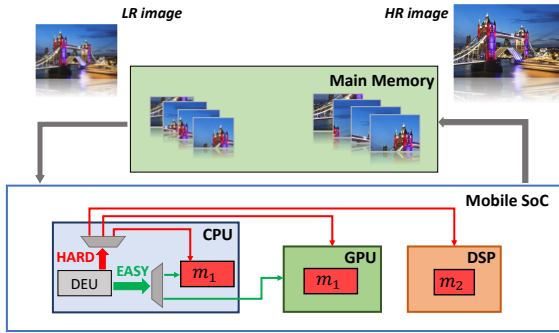 LR image
HR image
Main Memory
Mobile SoC
CPU
HARD
EASY
DEU
m₁
GPU
m₁
DSP
m₂